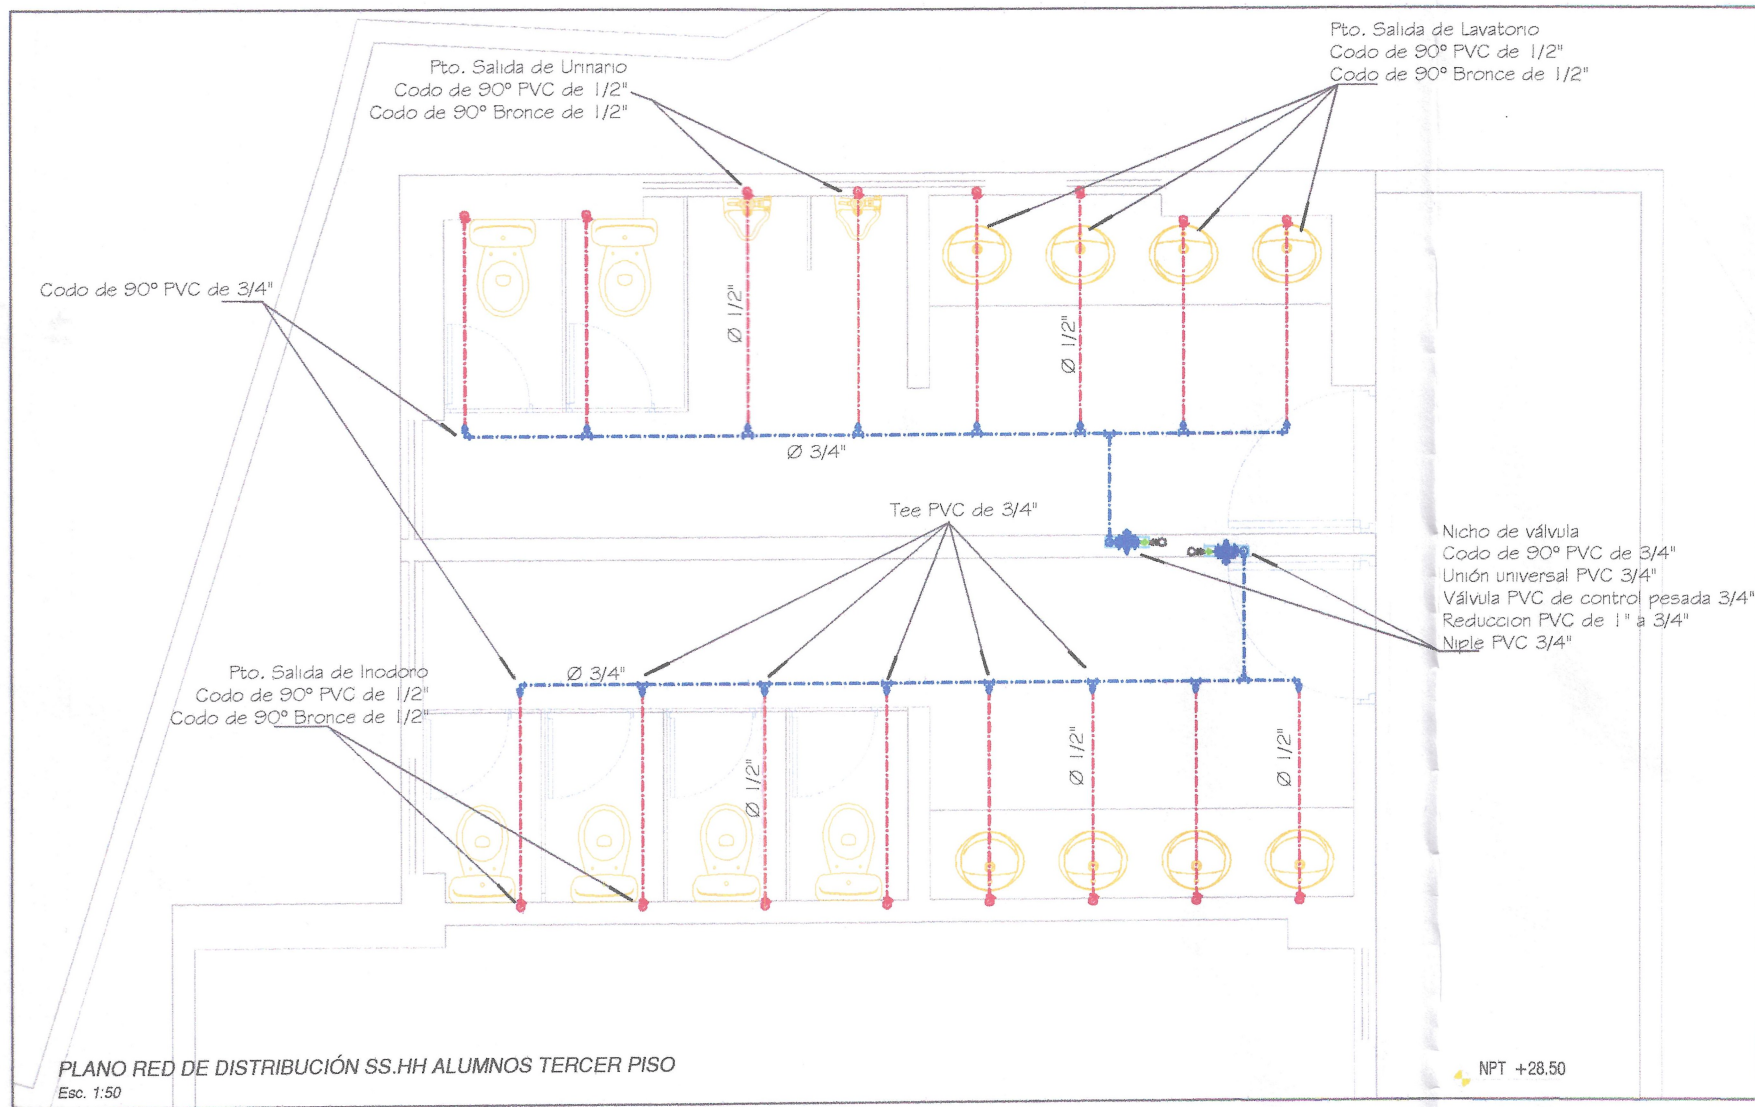 Pto. Salida de Urinario
Codo de 90° PVC de 1/2"
Codo de 90° Bronce de 1/2"
Pto. Salida de Lavatorio
Codo de 90° PVC de 1/2"
Codo de 90° Bronce de 1/2"
Codo de 90° PVC de 3/4"
Ø 1/2"
Ø 1/2"
Ø 3/4"
Tee PVC de 3/4"
Nicho de válvula
Codo de 90° PVC de 3/4"
Unión universal PVC 3/4"
Válvula PVC de control pesada 3/4"
Reduccion PVC de 1" a 3/4"
Niple PVC 3/4"
Pto. Salida de Inodoro
Codo de 90° PVC de 1/2"
Codo de 90° Bronce de 1/2"
Ø 3/4"
Ø 1/2"
Ø 1/2"
Ø 1/2"
PLANO RED DE DISTRIBUCIÓN SS.HH ALUMNOS TERCER PISO
Esc. 1:50
NPT +28.50